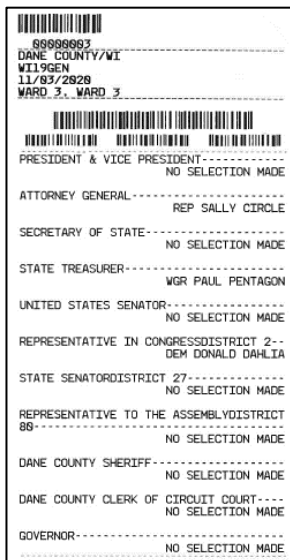 00000003
DANE COUNTY/WI
WI19GEN
11/03/2020
WARD 3, WARD 3
PRESIDENT & VICE PRESIDENT------------
NO SELECTION MADE
ATTORNEY GENERAL------------------
REP SALLY CIRCLE
SECRETARY OF STATE------------------
NO SELECTION MADE
STATE TREASURER------------------
WGR PAUL PENTAGON
UNITED STATES SENATOR----------------
NO SELECTION MADE
REPRESENTATIVE IN CONGRESSDISTRICT 2--
DEM DONALD DAHLIA
STATE SENATORDISTRICT 27--------------
NO SELECTION MADE
REPRESENTATIVE TO THE ASSEMBLYDISTRICT
80------------------------------------
NO SELECTION MADE
DANE COUNTY SHERIFF------------------
NO SELECTION MADE
DANE COUNTY CLERK OF CIRCUIT COURT----
NO SELECTION MADE
GOVERNOR------------------------------
NO SELECTION MADE